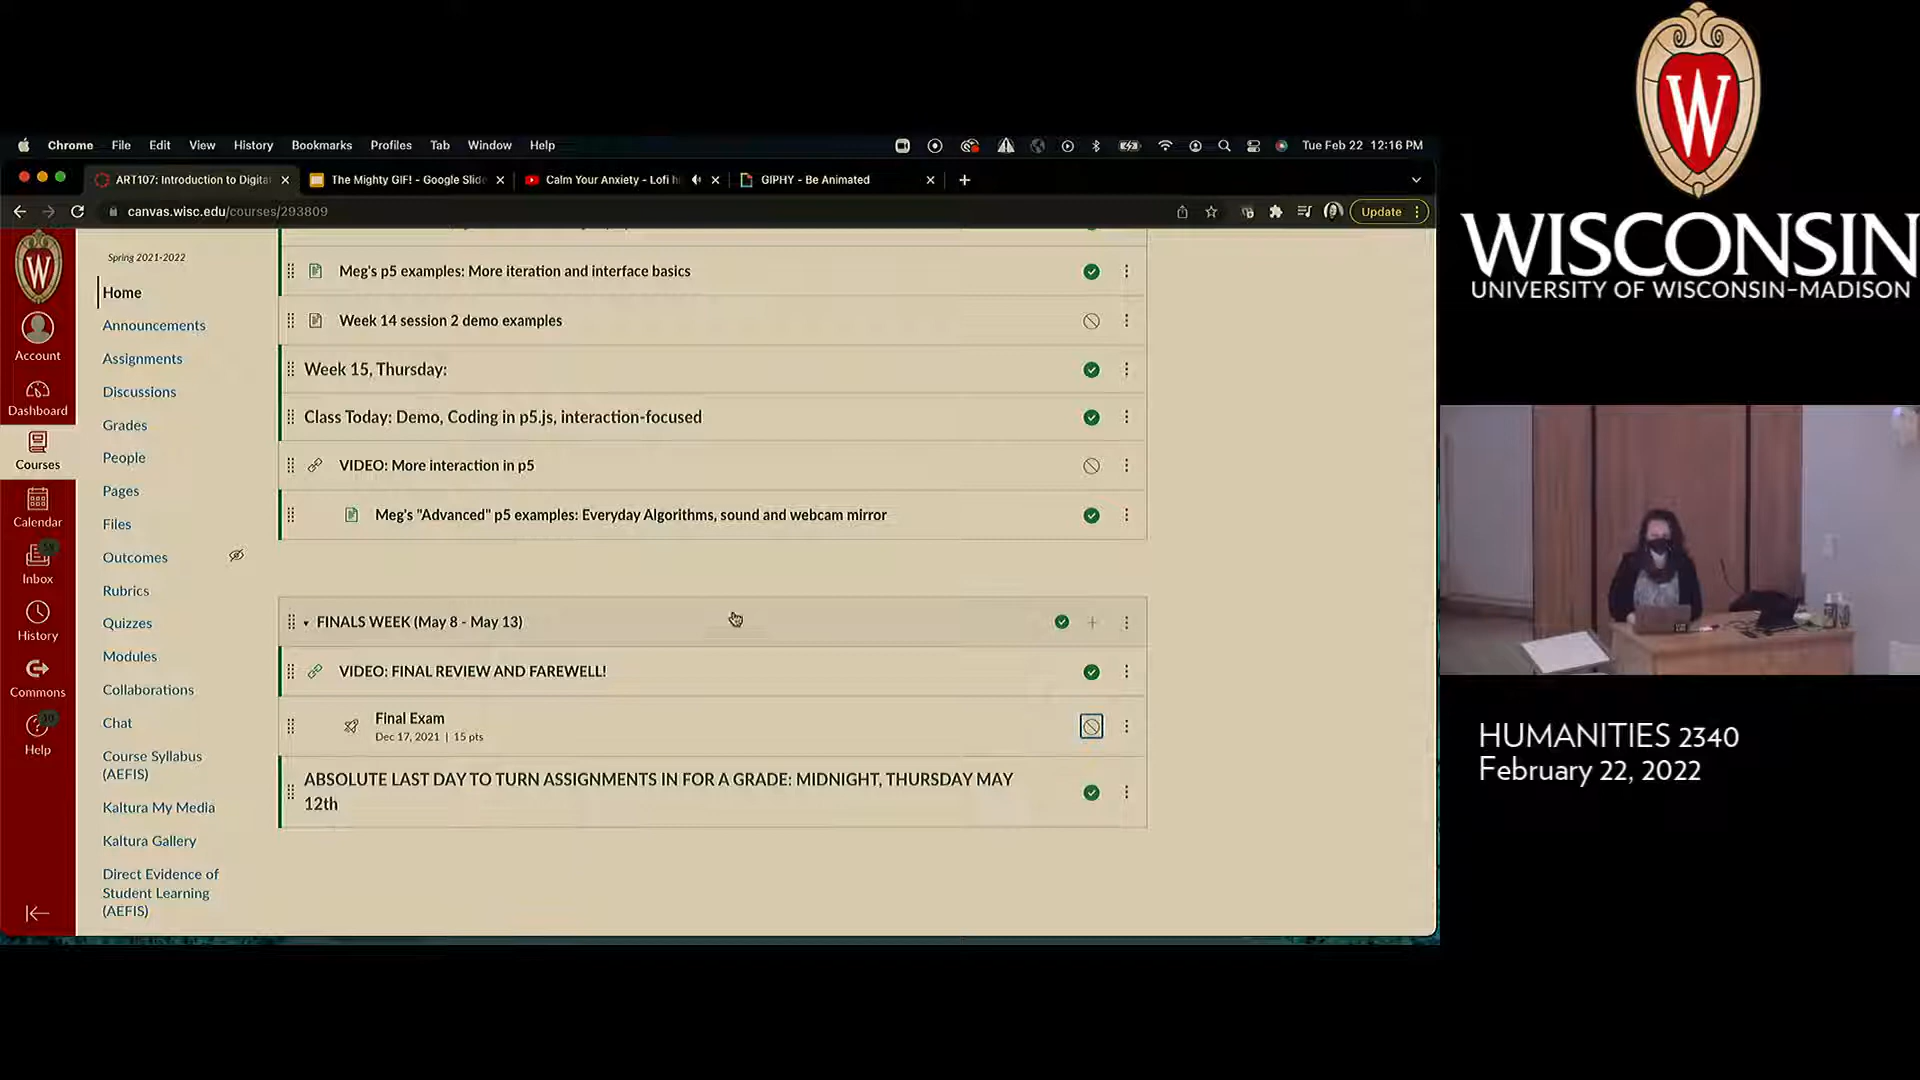 Chrome File Edit View History Bookmarks Profiles Tab Window Help
Tue Feb 22 12:16 PM
ART107: Introduction to Digita
The Mighty GIF! - Google Slide
Calm Your Anxiety - Lofi h
GIPHY - Be Animated
canvas.wisc.edu/courses/293809
Update
W
Account
Dashboard
Courses
Calendar
Inbox
History
Commons
Help
Spring 2021-2022
Home
Announcements
Assignments
Discussions
Grades
People
Pages
Files
Outcomes
Rubrics
Quizzes
Modules
Collaborations
Chat
Course Syllabus
(AEFIS)
Kaltura My Media
Kaltura Gallery
Direct Evidence of
Student Learning
(AEFIS)
Meg's p5 examples: More iteration and interface basics
Week 14 session 2 demo examples
Week 15, Thursday:
Class Today: Demo, Coding in p5.js, interaction-focused
VIDEO: More interaction in p5
Meg's "Advanced" p5 examples: Everyday Algorithms, sound and webcam mirror
FINALS WEEK (May 8 - May 13)
VIDEO: FINAL REVIEW AND FAREWELL!
Final Exam
Dec 17, 2021 | 15 pts
ABSOLUTE LAST DAY TO TURN ASSIGNMENTS IN FOR A GRADE: MIDNIGHT, THURSDAY MAY
12th
W
WISCONSIN
UNIVERSITY OF WISCONSIN–MADISON
HUMANITIES 2340
February 22, 2022